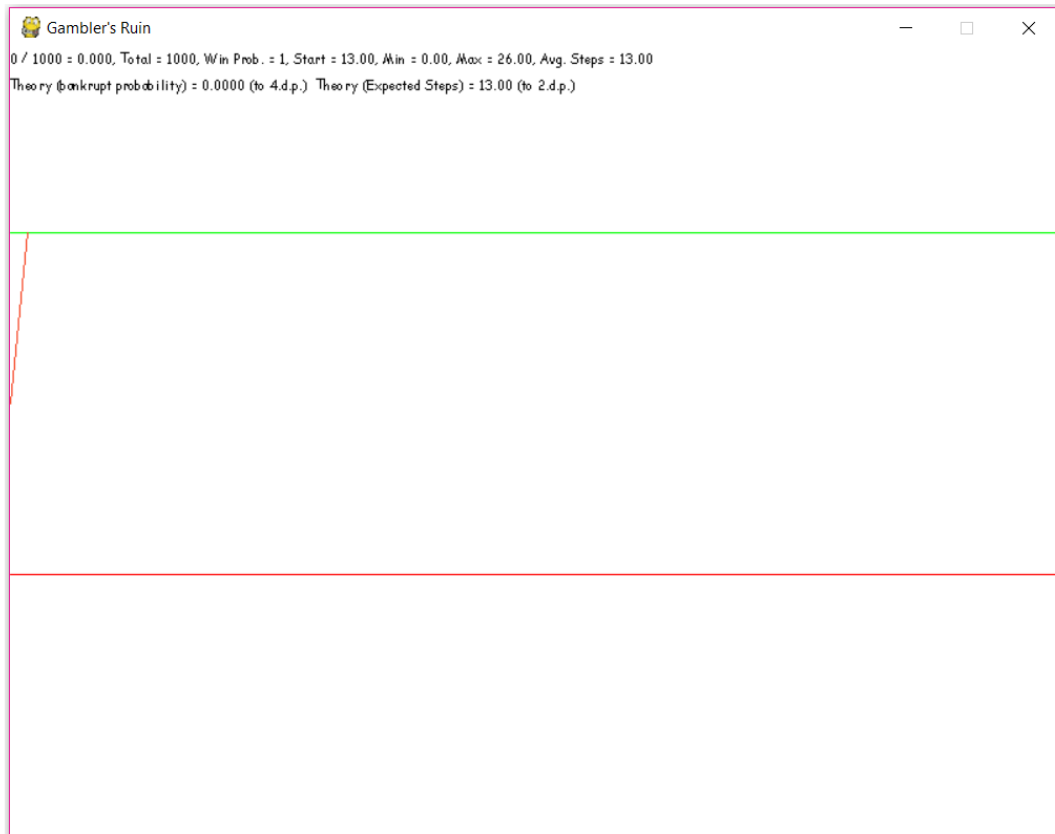 Gambler's Ruin
0 / 1000 = 0.000, Total = 1000, Win Prob. = 1, Start = 13.00, Min = 0.00, Max = 26.00, Avg. Steps = 13.00
Theory (bankrupt probability) = 0.0000 (to 4.d.p.)  Theory (Expected Steps) = 13.00 (to 2.d.p.)